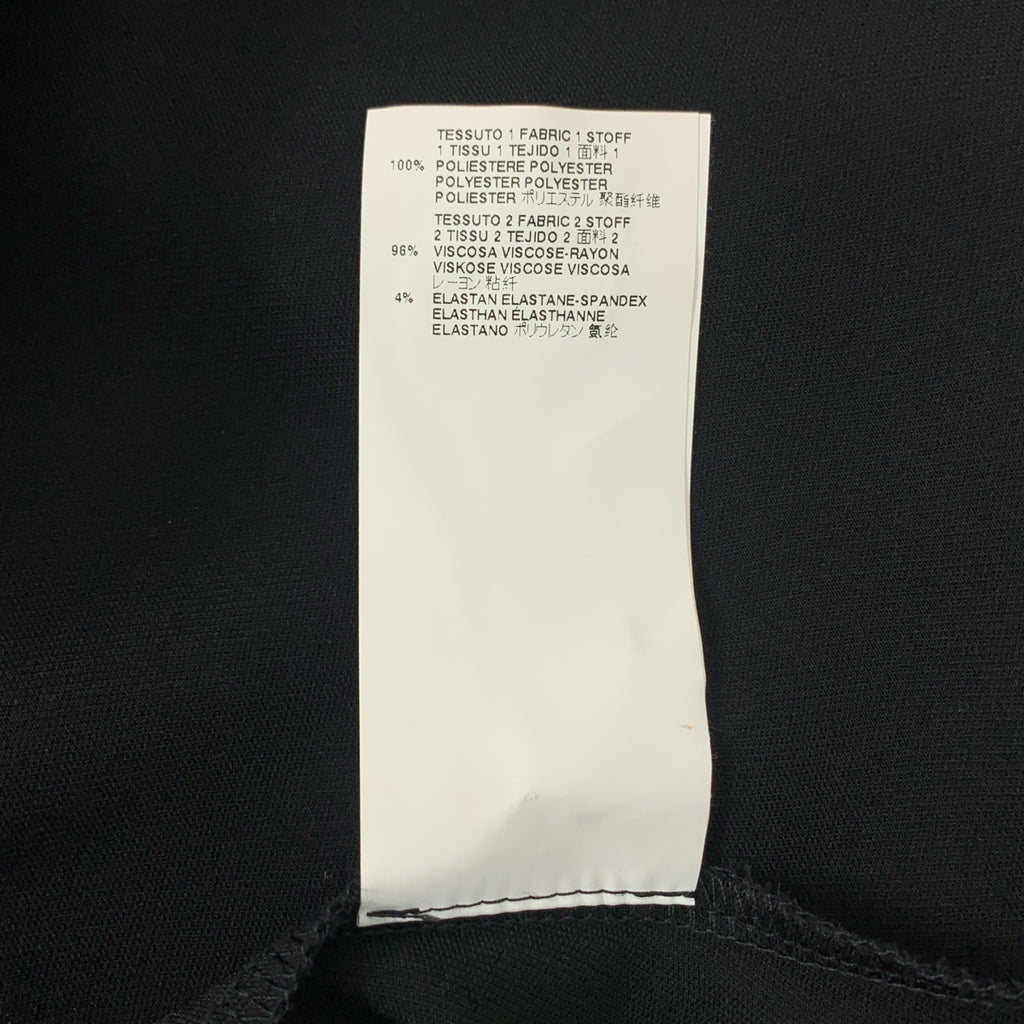 TESSUTO 1 FABRIC 1 STOFF
1 TISSU 1 TEJIDO 1 面料 1
100% POLIESTERE POLYESTER
POLYESTER POLYESTER
POLIESTER ポリエステル 聚酯纤维
TESSUTO 2 FABRIC 2 STOFF
2 TISSU 2 TEJIDO 2 面料 2
96% VISCOSA VISCOSE-RAYON
VISKOSE VISCOSE VISCOSA
レーヨン 粘纤
4% ELASTAN ELASTANE-SPANDEX
ELASTHAN ÉLASTHANNE
ELASTANO ポリウレタン 氨纶